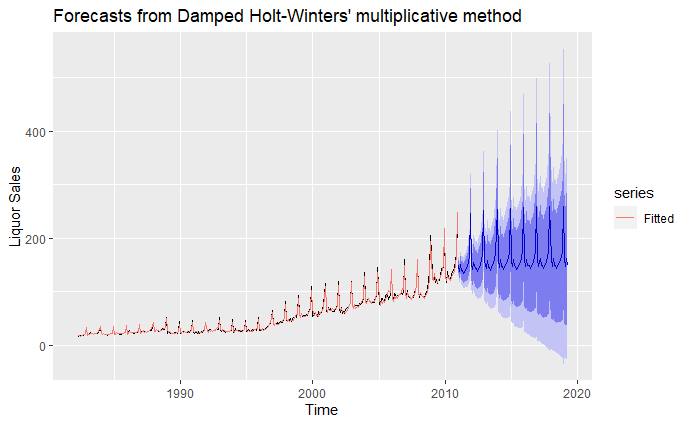 Forecasts from Damped Holt-Winters' multiplicative method
400
200
0
Liquor Sales
1990
2000
2010
2020
Time
series
Fitted